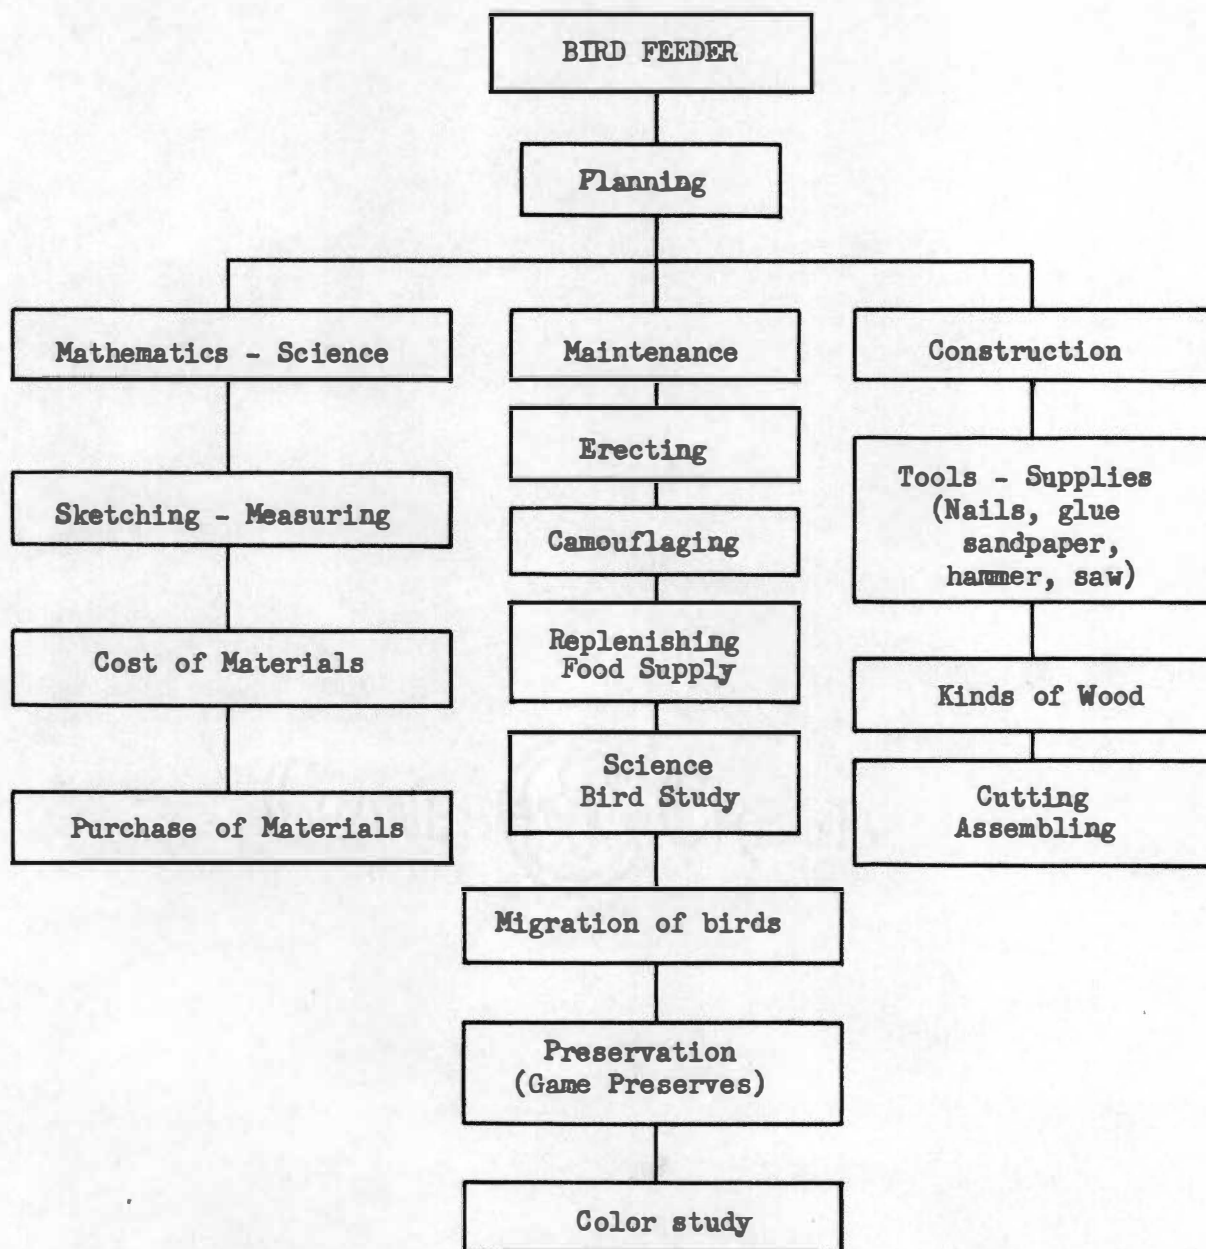 BIRD FEEDER
Planning
Mathematics - Science
Sketching - Measuring
Cost of Materials
Purchase of Materials
Maintenance
Erecting
Camouflaging
Replenishing
Food Supply
Science
Bird Study
Migration of birds
Preservation
(Game Preserves)
Color study
Construction
Tools - Supplies
(Nails, glue
sandpaper,
hammer, saw)
Kinds of Wood
Cutting
Assembling